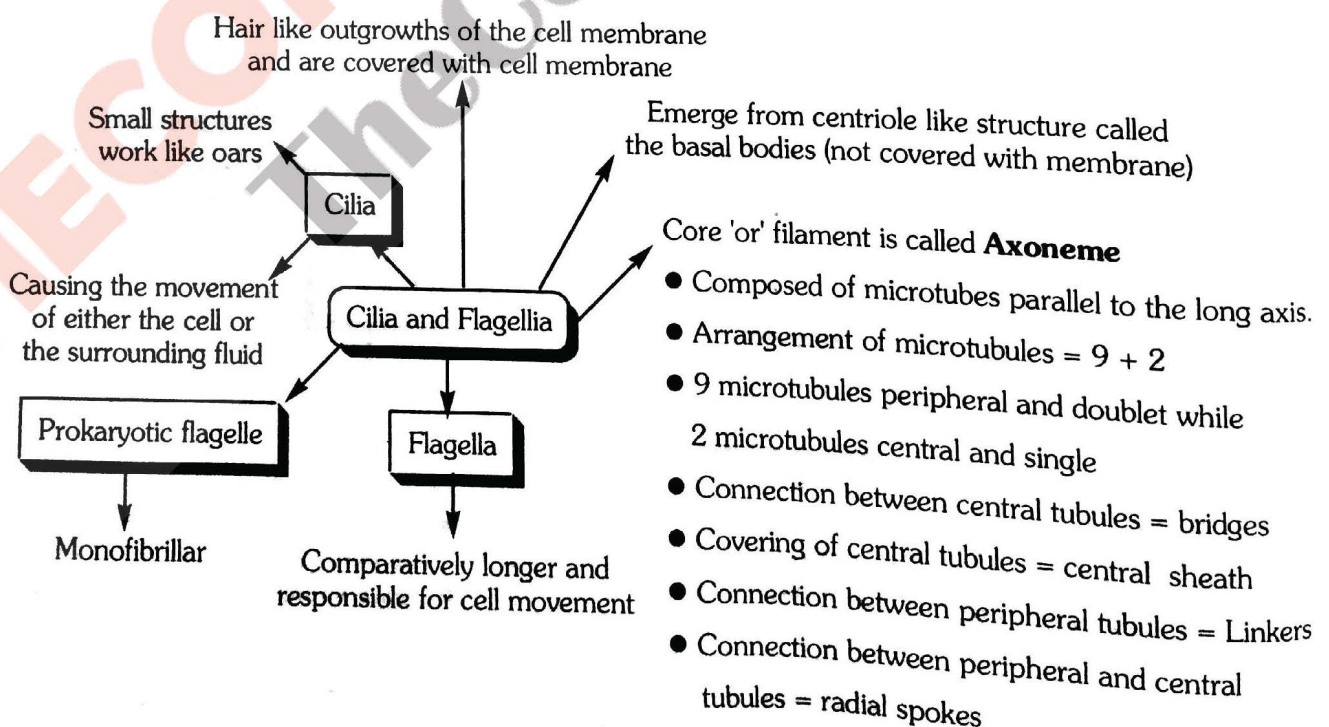 Hair like outgrowths of the cell membrane
and are covered with cell membrane
Small structures
work like oars
Emerge from centriole like structure called
the basal bodies (not covered with membrane)
Cilia
Core 'or' filament is called Axoneme
Causing the movement
of either the cell or
the surrounding fluid
Cilia and Flagellia
● Composed of microtubes parallel to the long axis.
● Arrangement of microtubules = 9 + 2
● 9 microtubules peripheral and doublet while
2 microtubules central and single
Prokaryotic flagelle
Flagella
● Connection between central tubules = bridges
● Covering of central tubules = central sheath
Monofibrillar
Comparatively longer and
responsible for cell movement
● Connection between peripheral tubules = Linkers
● Connection between peripheral and central
tubules = radial spokes